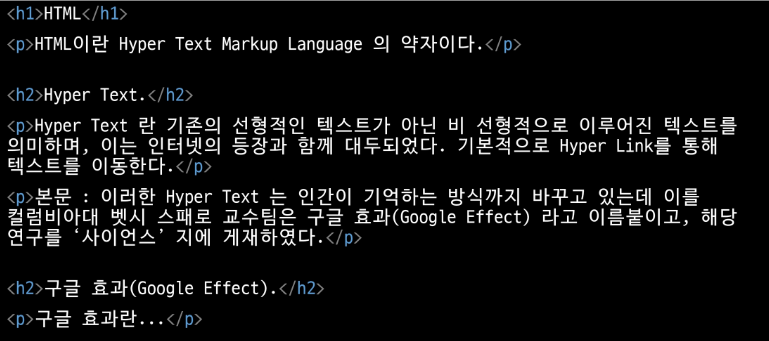 <h1>HTML</h1>
<p>HTML이란 Hyper Text Markup Language 의 약자이다.</p>
<h2>Hyper Text.</h2>
<p>Hyper Text 란 기존의 선형적인 텍스트가 아닌 비 선형적으로 이루어진 텍스트를
의미하며, 이는 인터넷의 등장과 함께 대두되었다. 기본적으로 Hyper Link를 통해
텍스트를 이동한다.</p>
<p>본문 : 이러한 Hyper Text 는 인간이 기억하는 방식까지 바꾸고 있는데 이를
컬럼비아대 벳시 스패로 교수팀은 구글 효과(Google Effect) 라고 이름붙이고, 해당
연구를 ‘사이언스’ 지에 게재하였다.</p>
<h2>구글 효과(Google Effect).</h2>
<p>구글 효과란...</p>